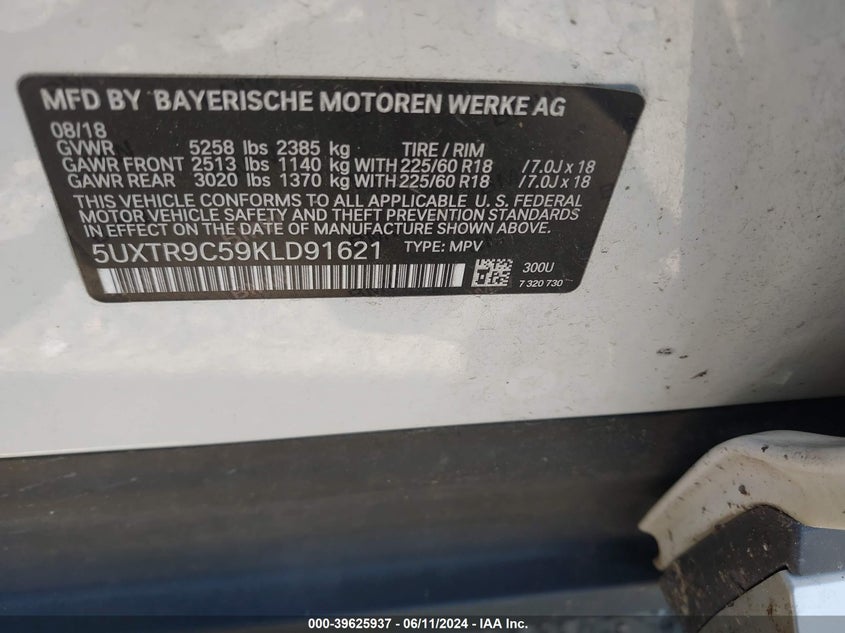 MFD BY BAYERISCHE MOTOREN WERKE AG
08/18
GVWR 5258 lbs 2385 kg TIRE / RIM
GAWR FRONT 2513 lbs 1140 kg WITH 225/60 R18 / 7.0J x 18
GAWR REAR 3020 lbs 1370 kg WITH 225/60 R18 / 7.0J x 18
THIS VEHICLE CONFORMS TO ALL APPLICABLE U. S. FEDERAL
MOTOR VEHICLE SAFETY AND THEFT PREVENTION STANDARDS
IN EFFECT ON THE DATE OF MANUFACTURE SHOWN ABOVE.
5UXTR9C59KLD91621 TYPE: MPV
300U
7 320 730
000-39625937 - 06/11/2024 - IAA Inc.